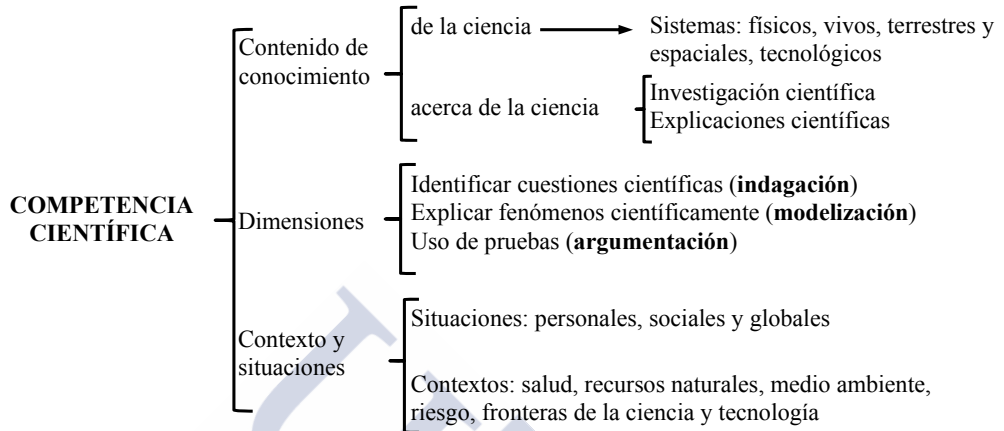 COMPETENCIA
CIENTÍFICA
Contenido de
conocimiento
de la ciencia
Sistemas: físicos, vivos, terrestres y
espaciales, tecnológicos
acerca de la ciencia
Investigación científica
Explicaciones científicas
Dimensiones
Identificar cuestiones científicas (indagación)
Explicar fenómenos científicamente (modelización)
Uso de pruebas (argumentación)
Contexto y
situaciones
Situaciones: personales, sociales y globales
Contextos: salud, recursos naturales, medio ambiente,
riesgo, fronteras de la ciencia y tecnología